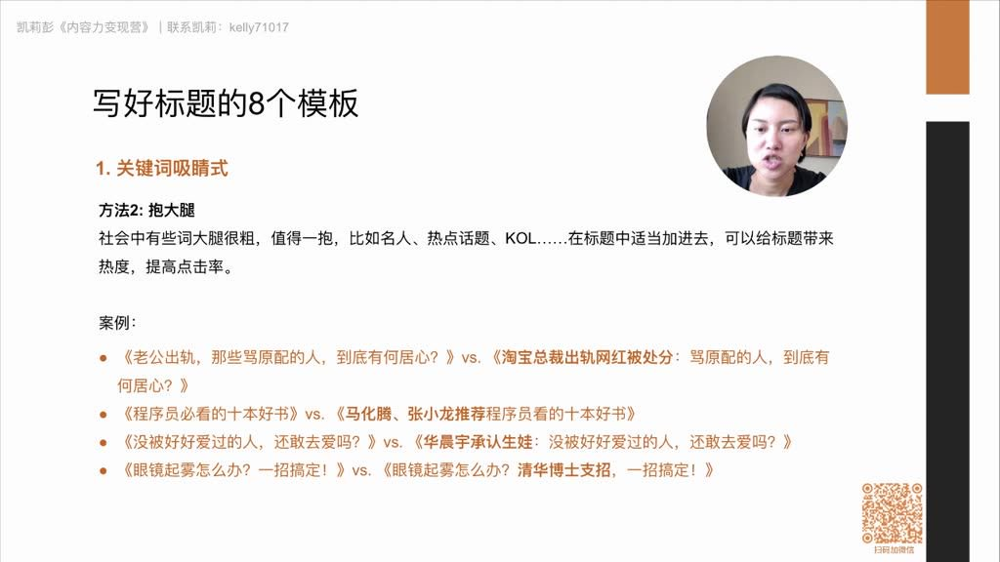 凯莉彭《内容力变现营》｜联系凯莉：kelly71017
写好标题的8个模板
1. 关键词吸睛式
方法2: 抱大腿
社会中有些词大腿很粗，值得一抱，比如名人、热点话题、KOL……在标题中适当加进去，可以给标题带来
热度，提高点击率。
案例：
● 《老公出轨，那些骂原配的人，到底有何居心？》vs. 《淘宝总裁出轨网红被处分：骂原配的人，到底有
何居心？》
● 《程序员必看的十本好书》vs. 《马化腾、张小龙推荐程序员看的十本好书》
● 《没被好好爱过的人，还敢去爱吗？》vs. 《华晨宇承认生娃：没被好好爱过的人，还敢去爱吗？》
● 《眼镜起雾怎么办？一招搞定！》vs. 《眼镜起雾怎么办？清华博士支招，一招搞定！》
扫码加微信